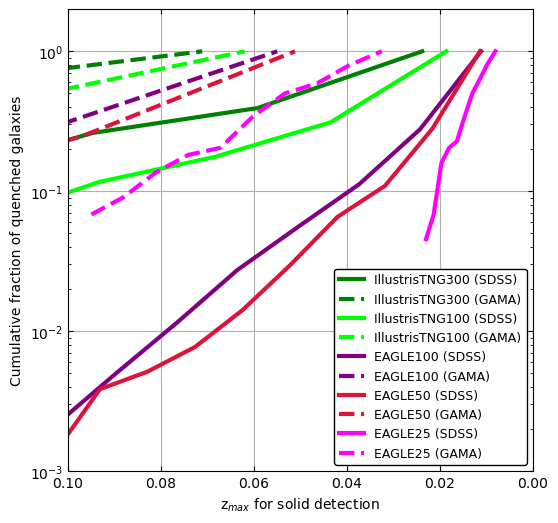 Cumulative fraction of quenched galaxies
10⁰
10⁻¹
10⁻²
10⁻³
IllustrisTNG300 (SDSS)
IllustrisTNG300 (GAMA)
IllustrisTNG100 (SDSS)
IllustrisTNG100 (GAMA)
EAGLE100 (SDSS)
EAGLE100 (GAMA)
EAGLE50 (SDSS)
EAGLE50 (GAMA)
EAGLE25 (SDSS)
EAGLE25 (GAMA)
0.10 0.08 0.06 0.04 0.02 0.00
z_max for solid detection